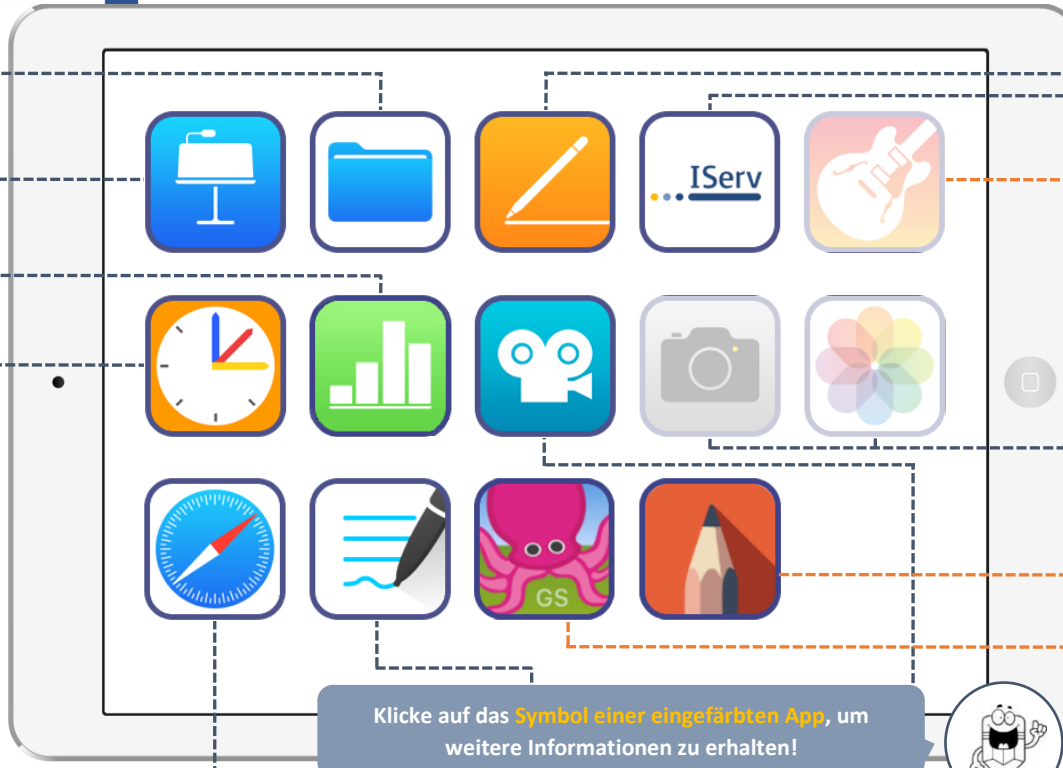 IServ
GS
Klicke auf das Symbol einer eingefärbten App, um
weitere Informationen zu erhalten!